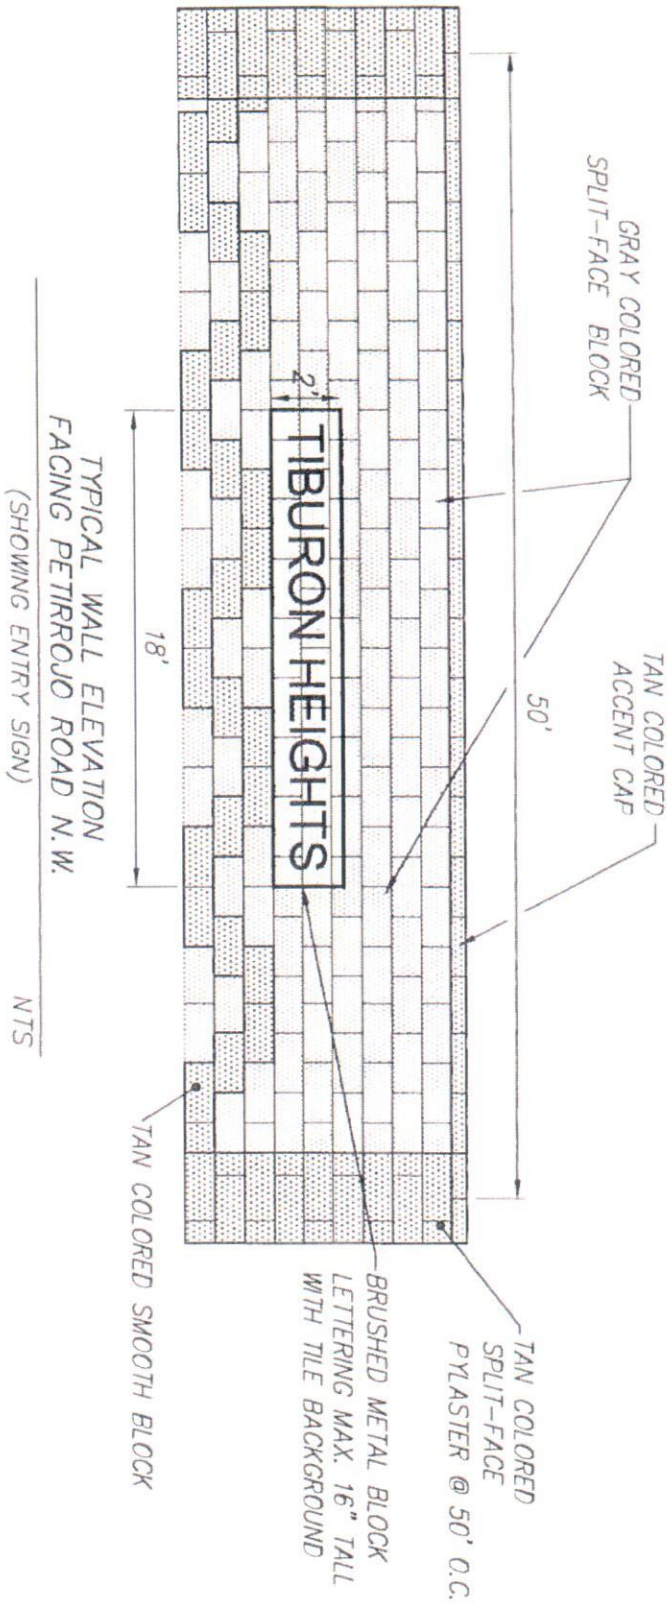 GRAY COLORED
SPLIT-FACE BLOCK
TAN COLORED
ACCENT CAP
50'
TAN COLORED
SPLIT-FACE
PYLASTER @ 50' O.C.
2'
TIBURON HEIGHTS
BRUSHED METAL BLOCK
LETTERING MAX. 16" TALL
WITH TILE BACKGROUND
18'
TAN COLORED SMOOTH BLOCK
TYPICAL WALL ELEVATION
FACING PETIRROJO ROAD N.W.
(SHOWING ENTRY SIGN)
NTS